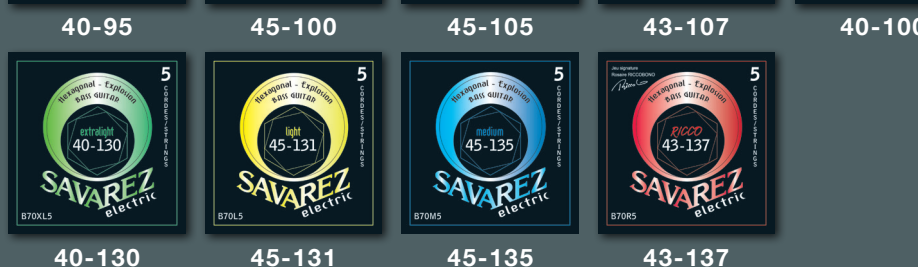 40-95
45-100
45-105
43-107
40-100
5
CORDES/STRINGS
Hexagonal - Explosion
BASS GUITAR
extralight
40-130
SAVAREZ
electric
B70XL5
5
CORDES/STRINGS
Hexagonal - Explosion
BASS GUITAR
light
45-131
SAVAREZ
electric
B70L5
5
CORDES/STRINGS
Hexagonal - Explosion
BASS GUITAR
medium
45-135
SAVAREZ
electric
B70M5
Jeu signature
Rosaire RICCOBONO
5
CORDES/STRINGS
Hexagonal - Explosion
BASS GUITAR
RICCO
43-137
SAVAREZ
electric
B70R5
40-130
45-131
45-135
43-137